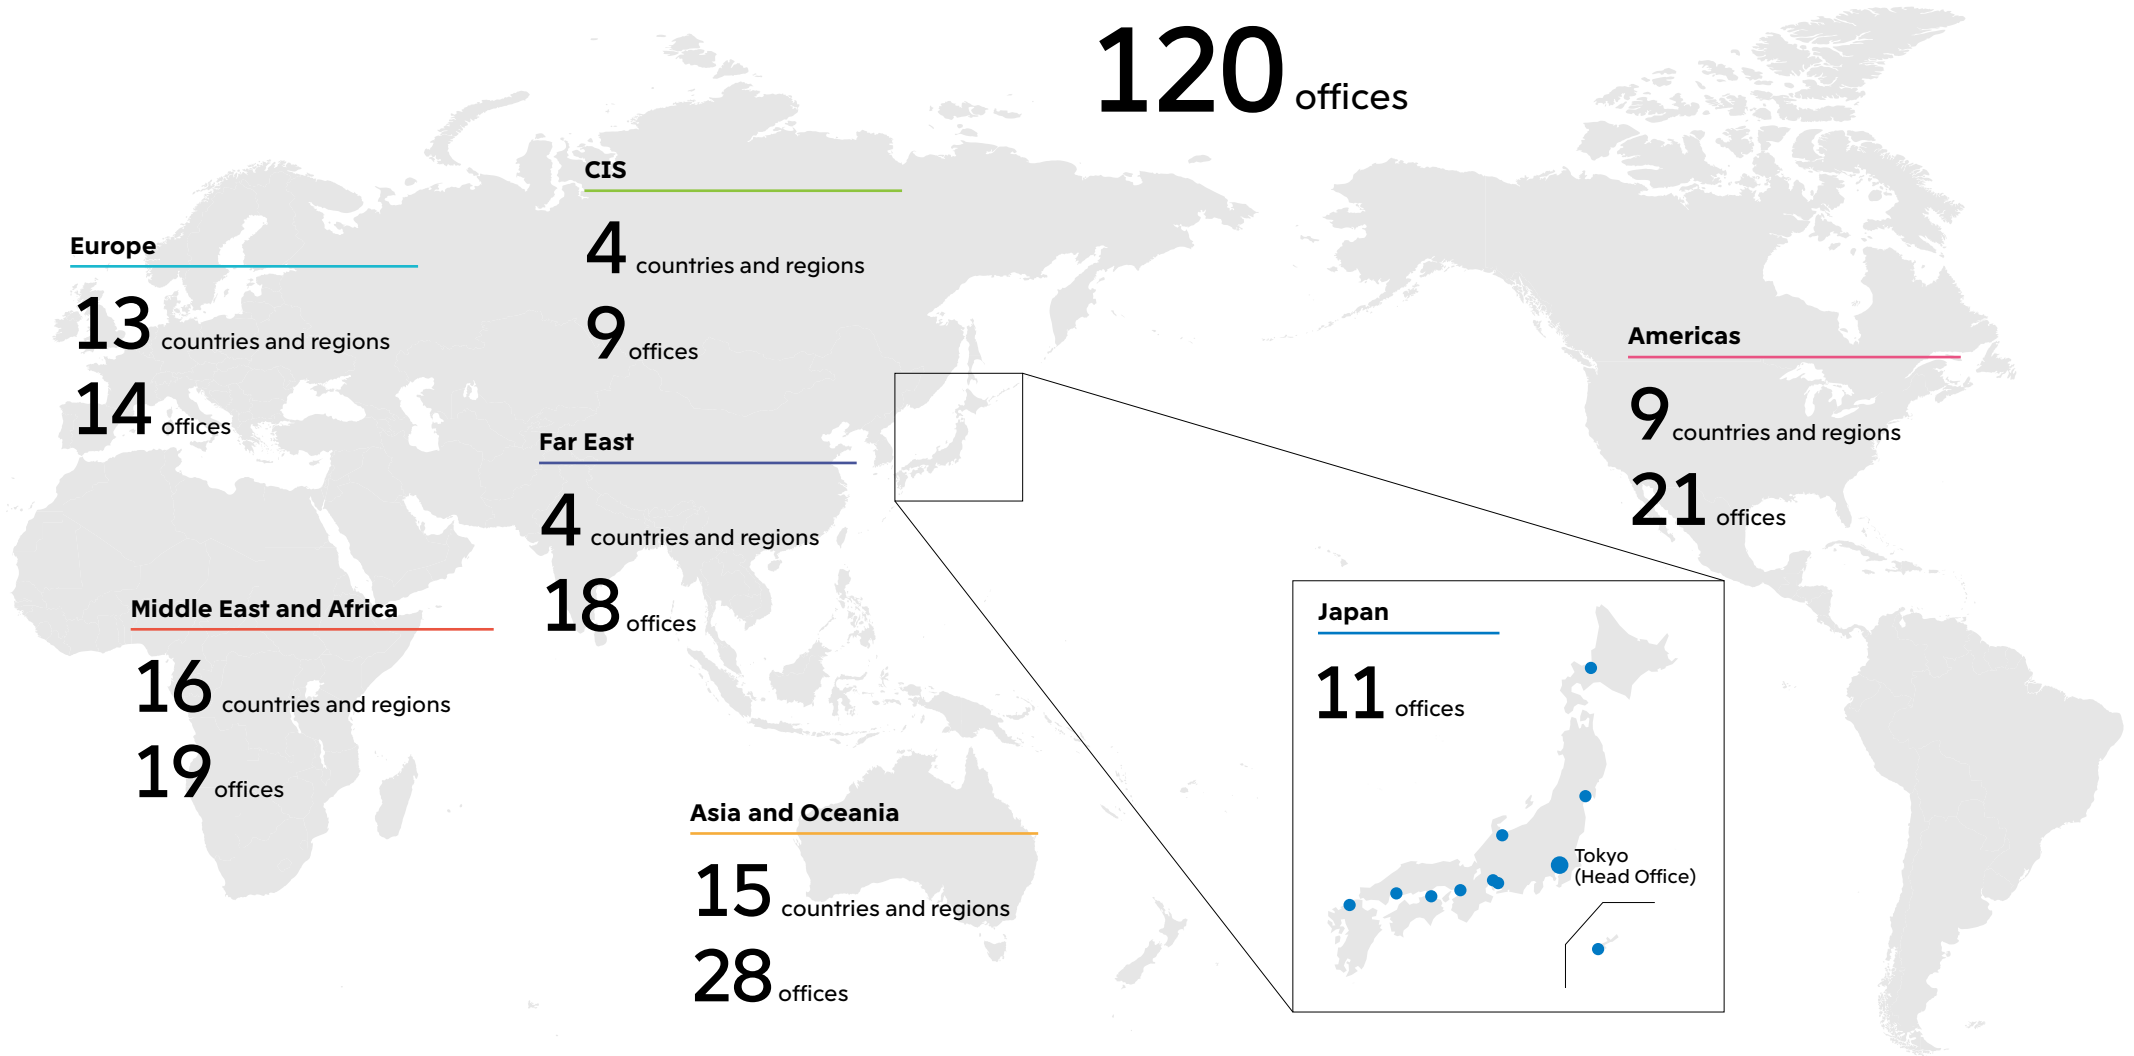 120 offices
CIS
4 countries and regions
9 offices
Europe
13 countries and regions
14 offices
Americas
9 countries and regions
21 offices
Far East
4 countries and regions
18 offices
Middle East and Africa
16 countries and regions
19 offices
Japan
11 offices
Tokyo
(Head Office)
Asia and Oceania
15 countries and regions
28 offices